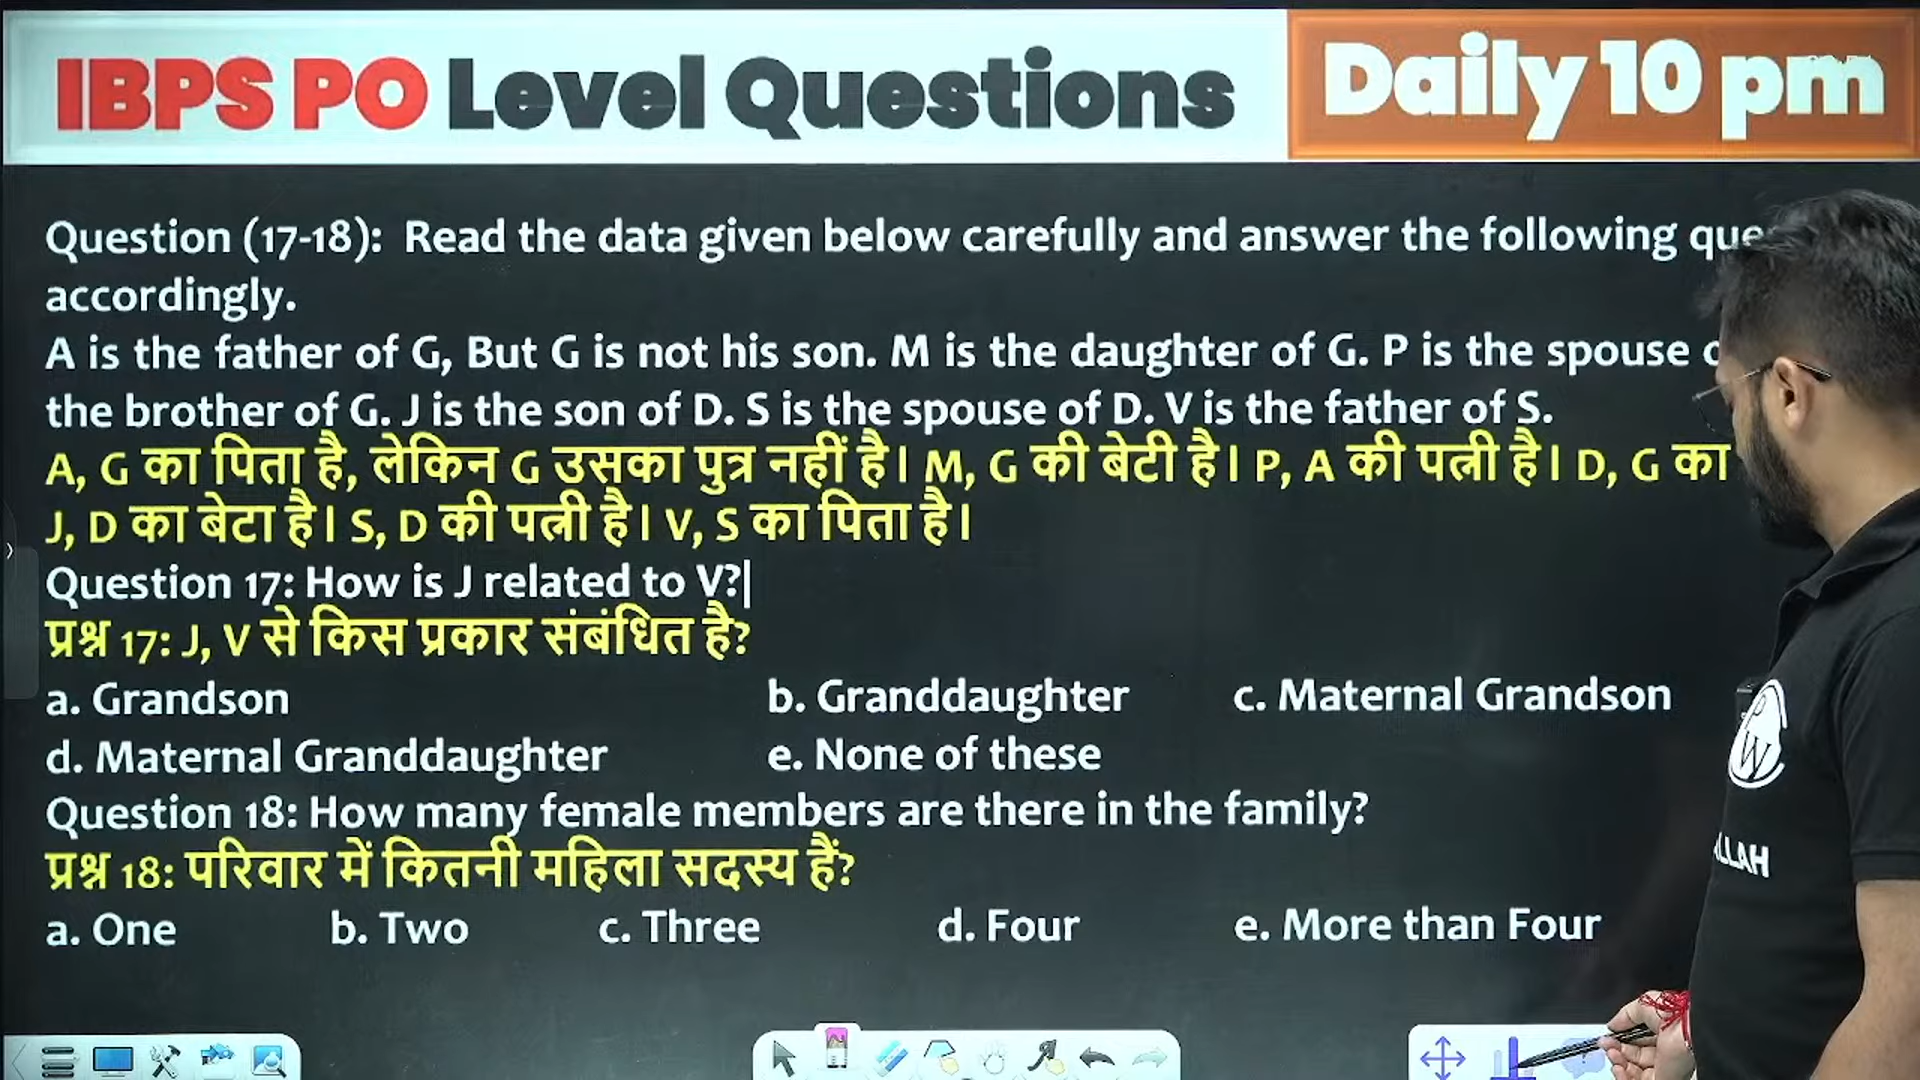 IBPS PO Level Questions
Daily 10 pm
Question (17-18): Read the data given below carefully and answer the following
accordingly.
A is the father of G, But G is not his son. M is the daughter of G. P is the spouse
the brother of G. J is the son of D. S is the spouse of D. V is the father of S.
A, G का पिता है, लेकिन G उसका पुत्र नहीं है। M, G की बेटी है। P, A की पत्नी है। D, G का
J, D का बेटा है। S, D की पत्नी है। V, S का पिता है।
Question 17: How is J related to V?
प्रश्न 17: J, V से किस प्रकार संबंधित है?
a. Grandson b. Granddaughter c. Maternal Grandson
d. Maternal Granddaughter e. None of these
Question 18: How many female members are there in the family?
प्रश्न 18: परिवार में कितनी महिला सदस्य हैं?
a. One b. Two c. Three d. Four e. More than Four